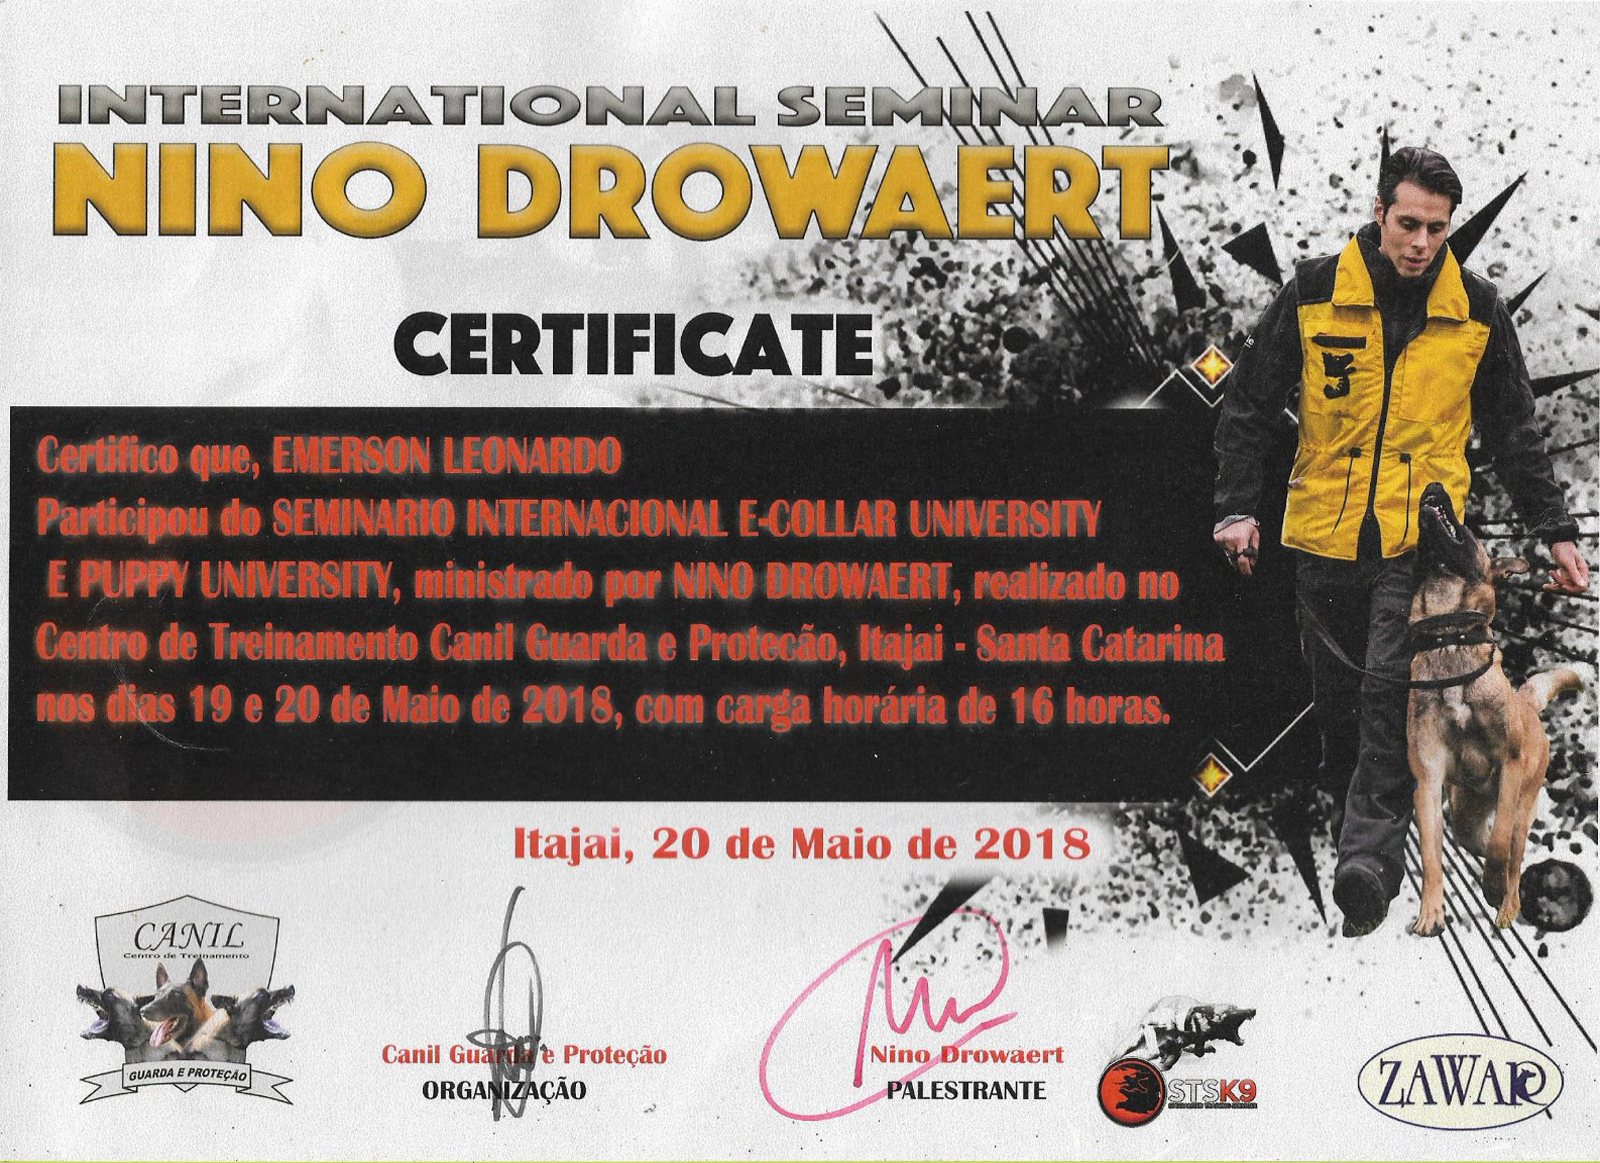 INTERNATIONAL SEMINAR
NINO DROWAERT
CERTIFICATE
Certifico que, EMERSON LEONARDO
Participou do SEMINARIO INTERNACIONAL E-COLLAR UNIVERSITY
E PUPPY UNIVERSITY, ministrado por NINO DROWAERT, realizado no
Centro de Treinamento Canil Guarda e Protecão, Itajai - Santa Catarina
nos dias 19 e 20 de Maio de 2018, com carga horária de 16 horas.
Itajai, 20 de Maio de 2018
CANIL
Centro de Treinamento
GUARDA E PROTEÇÃO
Canil Guarda e Proteção
ORGANIZAÇÃO
Nino Drowaert
PALESTRANTE
STSK9
ZAWAR